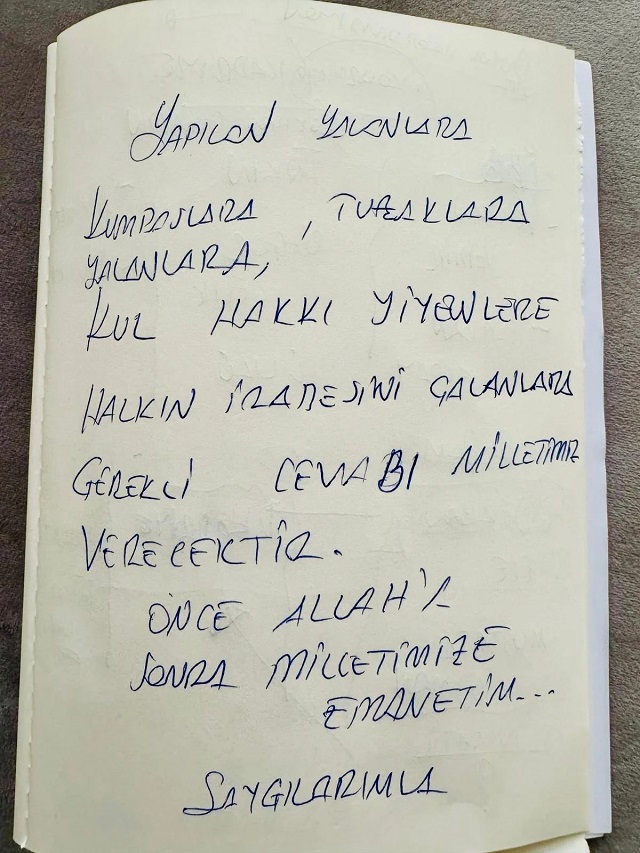 YAPILAN YALANLARA
KUMPASLARA , TUZAKLARA
YALANLARA,
KUL HAKKI YİYENLERE
HALKIN İRADESİNİ ÇALANLARA
GEREKLİ CEVABI MİLLETİMİZ
VERECEKTİR.
ÖNCE ALLAH'A
SONRA MİLLETİMİZE
EMANETİM...
SAYGILARIMLA